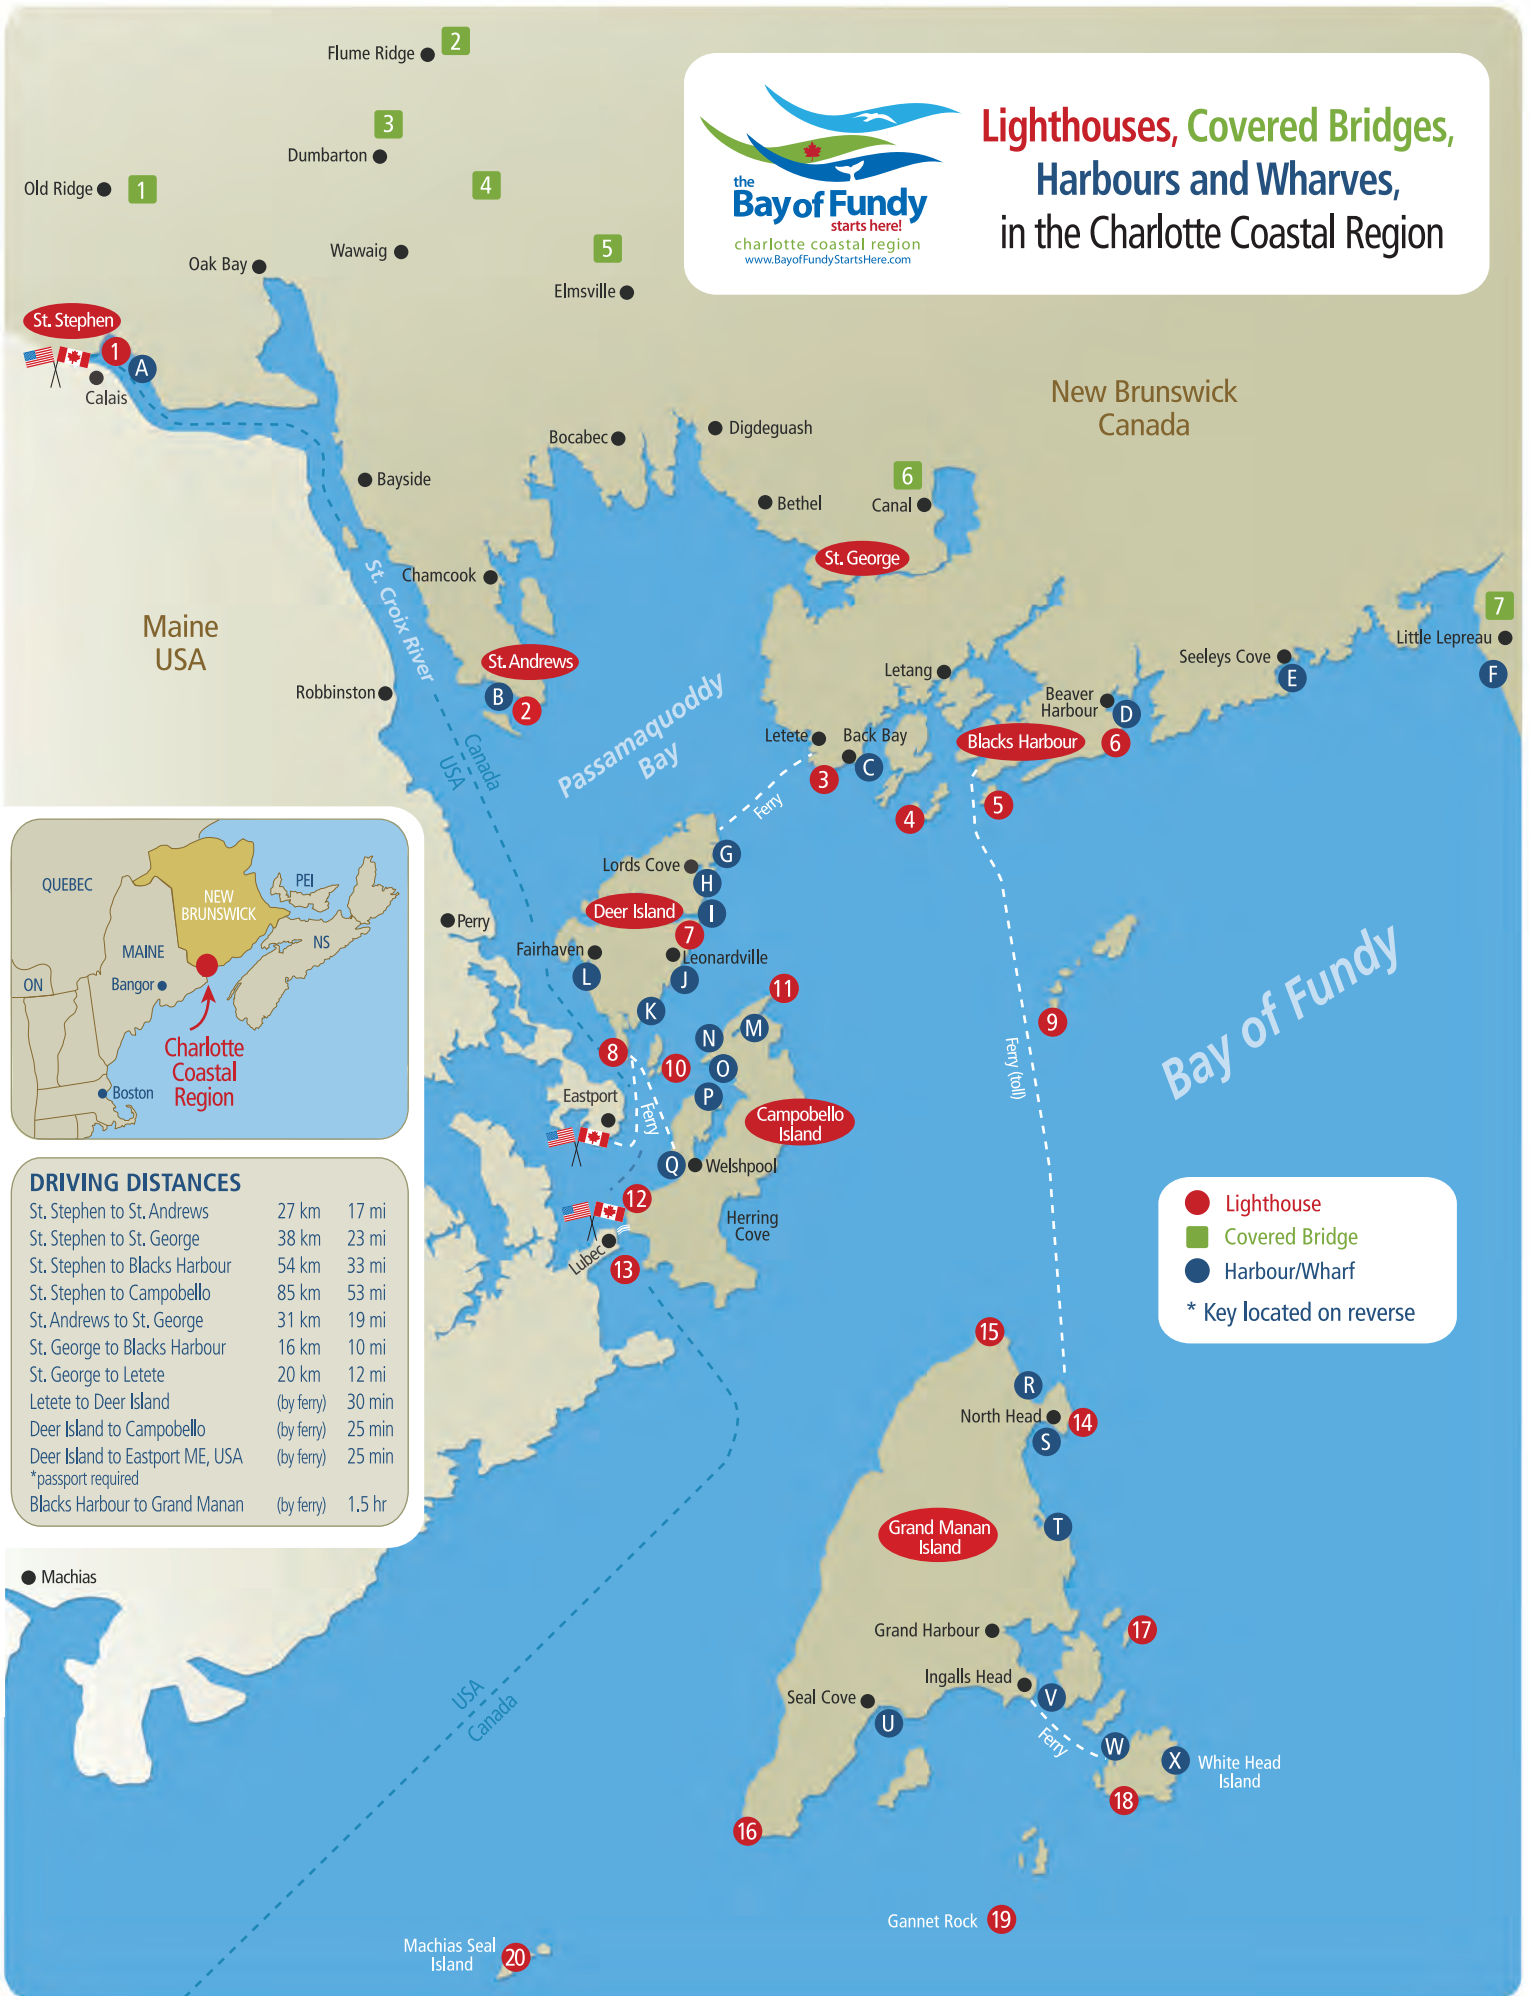 Flume Ridge
2
3
Dumbarton
Old Ridge
1
4
Wawaig
5
Oak Bay
Elmsville
the
Bay of Fundy
starts here!
charlotte coastal region
www.BayofFundyStartsHere.com
Lighthouses, Covered Bridges,
Harbours and Wharves,
in the Charlotte Coastal Region
St. Stephen
1
A
Calais
New Brunswick
Canada
Bocabec
Digdeguash
Bayside
6
Bethel
Canal
St. George
Chamcook
St. Croix River
Maine
USA
7
Little Lepreau
St. Andrews
Seeleys Cove
E
F
Letang
Robbinston
B
2
Beaver
Harbour
D
Passamaquoddy
Bay
Canada
USA
Letete
Back Bay
Blacks Harbour
6
3
C
Ferry
5
4
QUEBEC
PEI
NEW
BRUNSWICK
NS
MAINE
Bangor
ON
Charlotte
Coastal
Region
Boston
G
Lords Cove
H
Deer Island
I
Perry
7
Fairhaven
Leonardville
L
J
11
K
M
N
8
10
O
9
P
Bay of Fundy
Ferry (toll)
Eastport
Ferry
Campobello
Island
Q
Welshpool
12
Herring
Cove
Lubec
13
DRIVING DISTANCES
St. Stephen to St. Andrews 27 km 17 mi
St. Stephen to St. George 38 km 23 mi
St. Stephen to Blacks Harbour 54 km 33 mi
St. Stephen to Campobello 85 km 53 mi
St. Andrews to St. George 31 km 19 mi
St. George to Blacks Harbour 16 km 10 mi
St. George to Letete 20 km 12 mi
Letete to Deer Island (by ferry) 30 min
Deer Island to Campobello (by ferry) 25 min
Deer Island to Eastport ME, USA (by ferry) 25 min
*passport required
Blacks Harbour to Grand Manan (by ferry) 1.5 hr
Lighthouse
Covered Bridge
Harbour/Wharf
* Key located on reverse
15
R
North Head
14
S
Grand Manan
Island
T
Machias
Grand Harbour
17
Ingalls Head
V
Seal Cove
U
USA
Canada
Ferry
W
X
White Head
Island
18
16
Gannet Rock
19
Machias Seal
Island
20